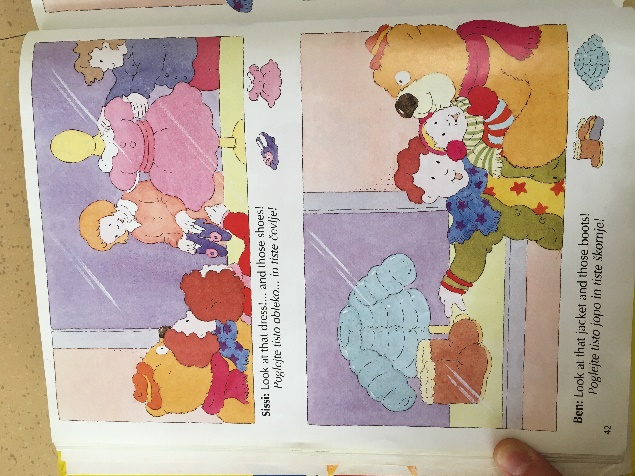 Sissi: Look at that dress!... and those shoes!
Poglejte tisto obleko... in tiste čevlje!
Ben: Look at that jacket and those boots!
Poglejte tisto jopo in tiste škornje!
42